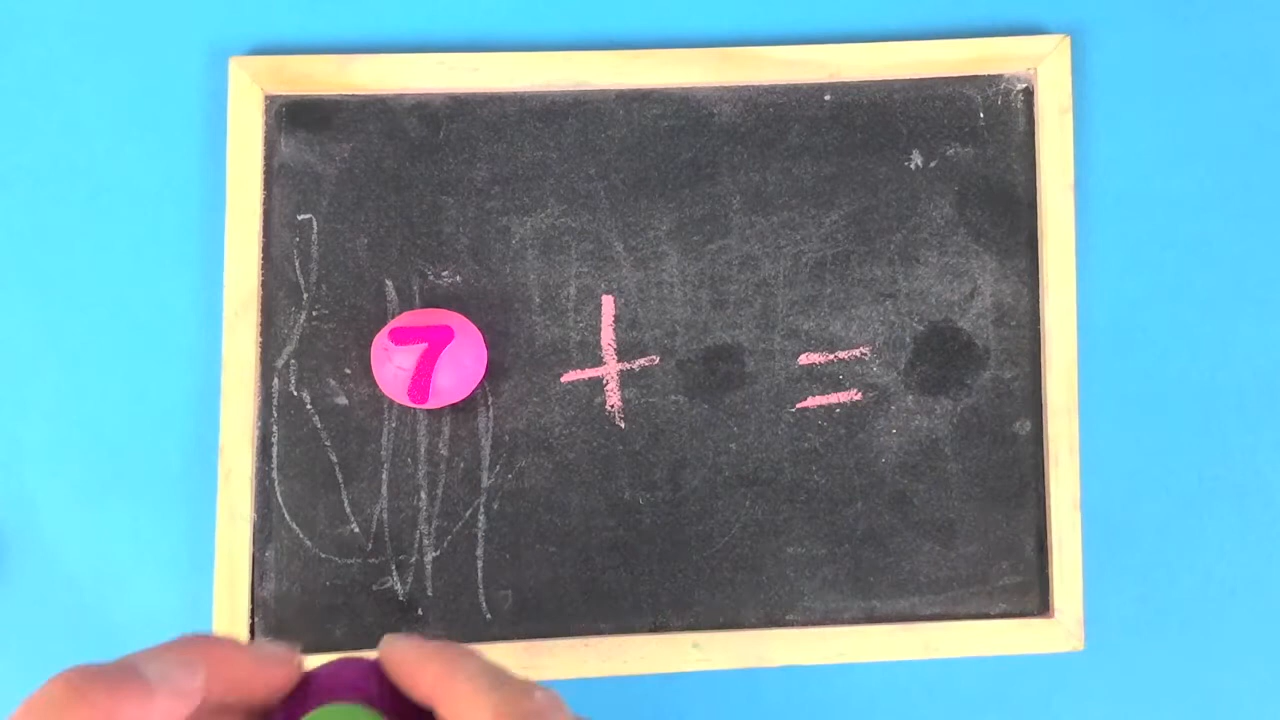 7 + =